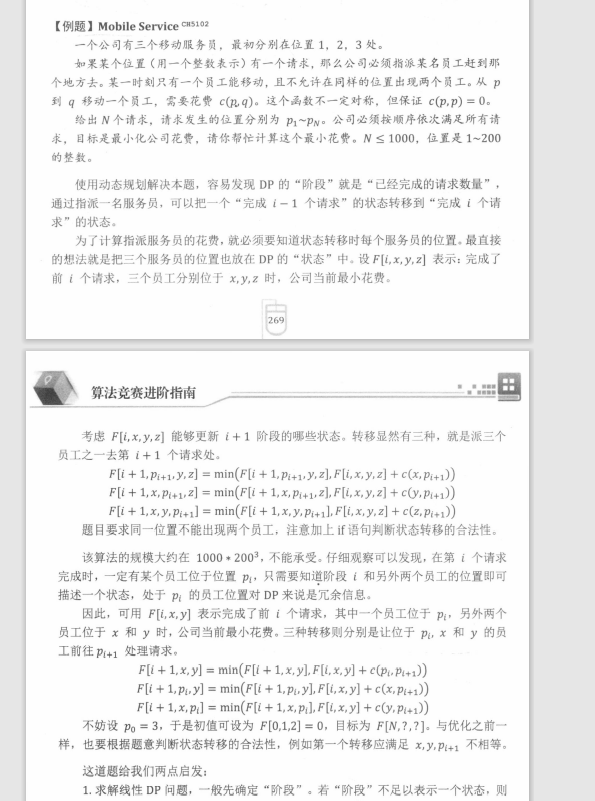 【例题】Mobile Service CH5102
一个公司有三个移动服务员，最初分别在位置 1，2，3 处。
如果某个位置（用一个整数表示）有一个请求，那么公司必须指派某名员工赶到那
个地方去。某一时刻只有一个员工能移动，且不允许在同样的位置出现两个员工。从 p
到 q 移动一个员工，需要花费 c(p,q)。这个函数不一定对称，但保证 c(p,p) = 0。
给出 N 个请求，请求发生的位置分别为 p₁~p_N。公司必须按顺序依次满足所有请
求，目标是最小化公司花费，请你帮忙计算这个最小花费。N ≤ 1000，位置是 1~200
的整数。
使用动态规划解决本题，容易发现 DP 的“阶段”就是“已经完成的请求数量”，
通过指派一名服务员，可以把一个“完成 i − 1 个请求”的状态转移到“完成 i 个请
求”的状态。
为了计算指派服务员的花费，就必须要知道状态转移时每个服务员的位置。最直接
的想法就是把三个服务员的位置也放在 DP 的“状态”中。设 F[i,x,y,z] 表示：完成了
前 i 个请求，三个员工分别位于 x,y,z 时，公司当前最小花费。
269
算法竞赛进阶指南
考虑 F[i,x,y,z] 能够更新 i + 1 阶段的哪些状态。转移显然有三种，就是派三个
员工之一去第 i + 1 个请求处。
F[i + 1,p_{i+1},y,z] = min(F[i + 1,p_{i+1},y,z],F[i,x,y,z] + c(x,p_{i+1}))
F[i + 1,x,p_{i+1},z] = min(F[i + 1,x,p_{i+1},z],F[i,x,y,z] + c(y,p_{i+1}))
F[i + 1,x,y,p_{i+1}] = min(F[i + 1,x,y,p_{i+1}],F[i,x,y,z] + c(z,p_{i+1}))
题目要求同一位置不能出现两个员工，注意加上 if 语句判断状态转移的合法性。
该算法的规模大约在 1000 * 200³，不能承受。仔细观察可以发现，在第 i 个请求
完成时，一定有某个员工位于位置 p_i，只需要知道阶段 i 和另外两个员工的位置即可
描述一个状态，处于 p_i 的员工位置对 DP 来说是冗余信息。
因此，可用 F[i,x,y] 表示完成了前 i 个请求，其中一个员工位于 p_i，另外两个
员工位于 x 和 y 时，公司当前最小花费。三种转移则分别是让位于 p_i, x 和 y 的员
工前往 p_{i+1} 处理请求。
F[i + 1,x,y] = min(F[i + 1,x,y],F[i,x,y] + c(p_i,p_{i+1}))
F[i + 1,p_i,y] = min(F[i + 1,p_i,y],F[i,x,y] + c(x,p_{i+1}))
F[i + 1,x,p_i] = min(F[i + 1,x,p_i],F[i,x,y] + c(y,p_{i+1}))
不妨设 p₀ = 3，于是初值可设为 F[0,1,2] = 0，目标为 F[N,?,?]。与优化之前一
样，也要根据题意判断状态转移的合法性，例如第一个转移应满足 x,y,p_{i+1} 不相等。
这道题给我们两点启发：
1. 求解线性 DP 问题，一般先确定“阶段”。若“阶段”不足以表示一个状态，则